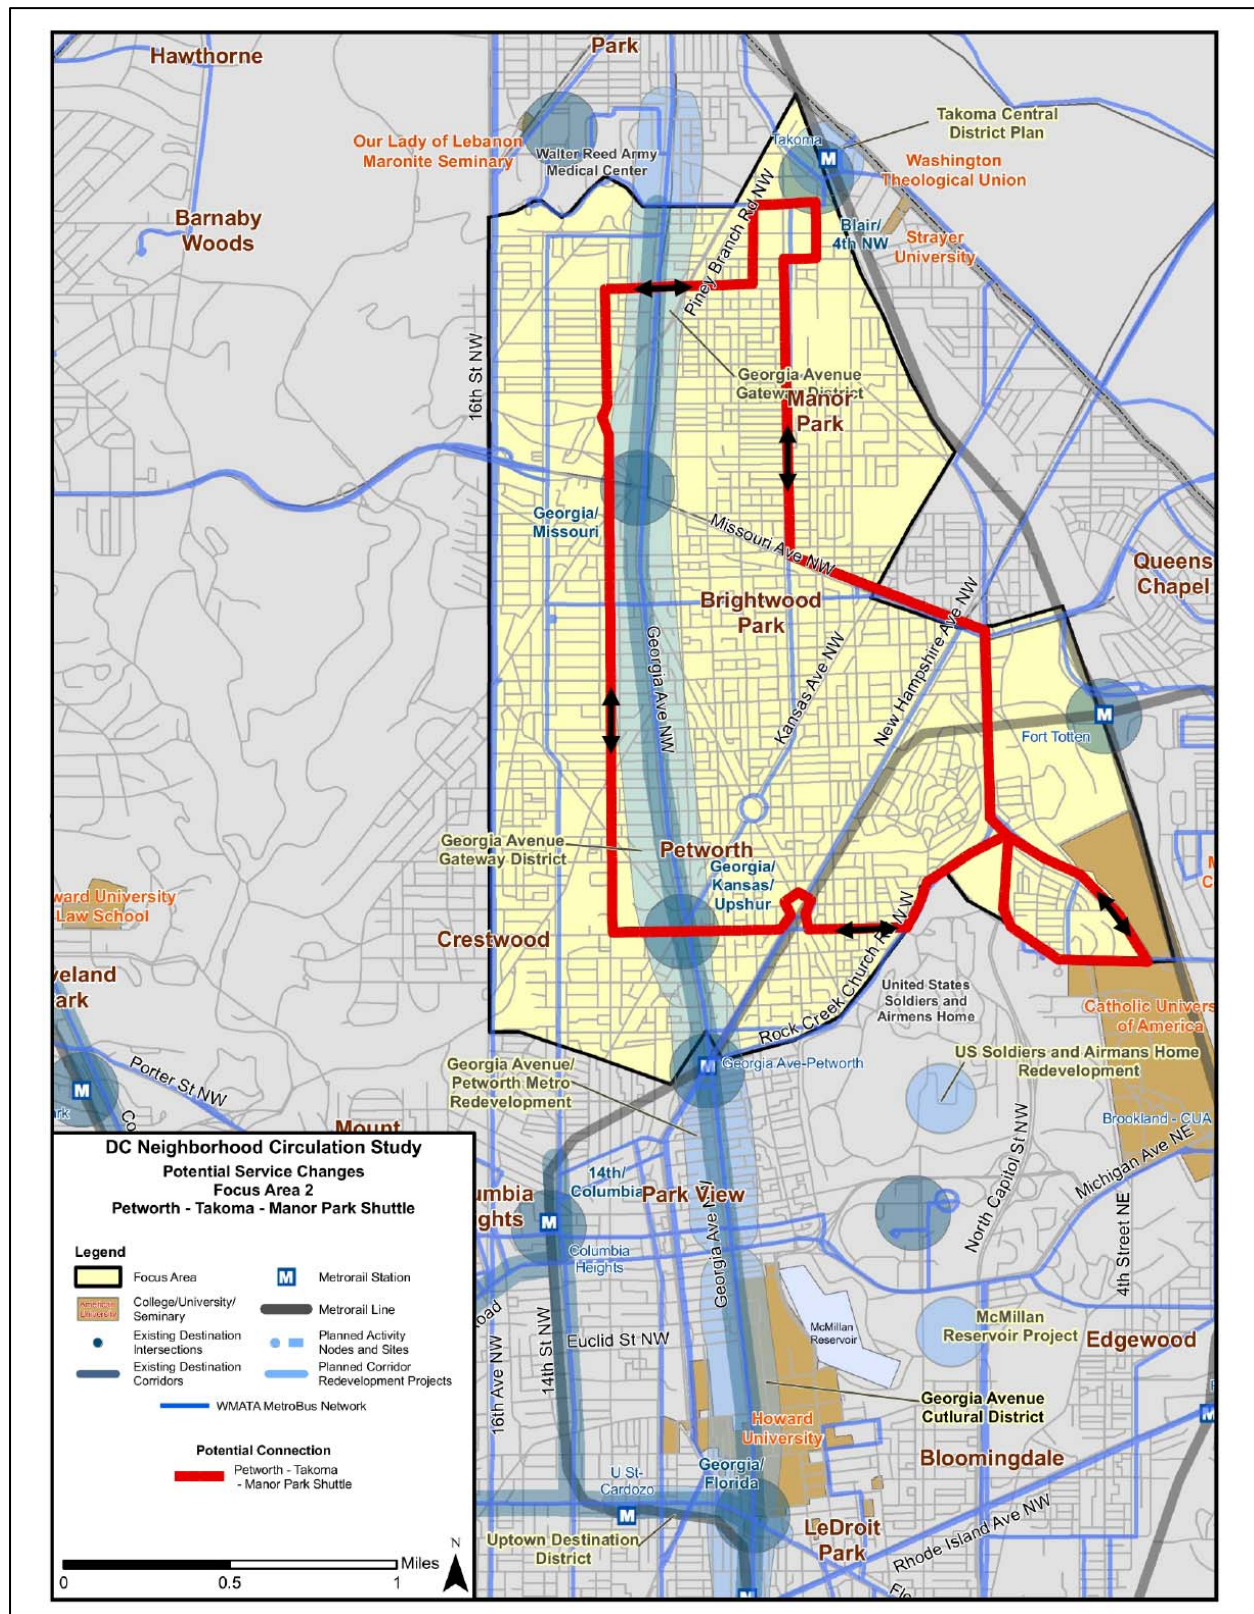 Hawthorne
Park
Takoma Central
District Plan
Our Lady of Lebanon
Maronite Seminary
Walter Reed Army
Medical Center
Takoma
Washington
Theological Union
Barnaby
Woods
Piney Branch Rd NW
Blair/
4th NW
Strayer
University
16th St NW
Georgia Avenue
Gateway District
Manor
Park
Georgia/
Missouri
Missouri Ave NW
Queens
Chapel
Brightwood
Park
Georgia Ave NW
Kansas Ave NW
New Hampshire Ave NW
Fort Totten
Georgia Avenue
Gateway District
Petworth
Georgia/
Kansas/
Upshur
ward University
Law School
Crestwood
veland
ark
Rock Creek Church Rd NW
United States
Soldiers and
Airmens Home
Catholic Univers
of America
Georgia Avenue/
Petworth Metro
Redevelopment
Georgia Ave-Petworth
US Soldiers and Airmans Home
Redevelopment
Porter St NW
Co
rk
Brookland - CUA
Mount
Michigan Ave NE
14th/
Columbia
Park View
umbia
ghts
North Capitol St NW
4th Street NE
Columbia
Heights
Georgia Ave NW
oad
Euclid St NW
14th St NW
16th Ave NW
McMillan
Reservoir
McMillan
Reservoir Project
Edgewood
Georgia Avenue
Cutlural District
Howard
University
Bloomingdale
Georgia/
Florida
U St-
Cardozo
Uptown Destination
District
LeDroit
Park
Rhode Island Ave NW
Flo
DC Neighborhood Circulation Study
Potential Service Changes
Focus Area 2
Petworth - Takoma - Manor Park Shuttle
Legend
Focus Area
M Metrorail Station
American
University
College/University/
Seminary
Metrorail Line
Existing Destination
Intersections
Planned Activity
Nodes and Sites
Existing Destination
Corridors
Planned Corridor
Redevelopment Projects
WMATA MetroBus Network
Potential Connection
Petworth - Takoma
- Manor Park Shuttle
N
Miles
0 0.5 1